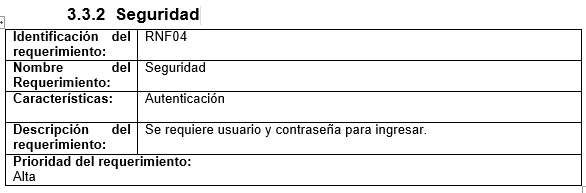 3.3.2 Seguridad
Identificación del requerimiento: RNF04
Nombre del Requerimiento: Seguridad
Características: Autenticación
Descripción del requerimiento: Se requiere usuario y contraseña para ingresar.
Prioridad del requerimiento:
Alta